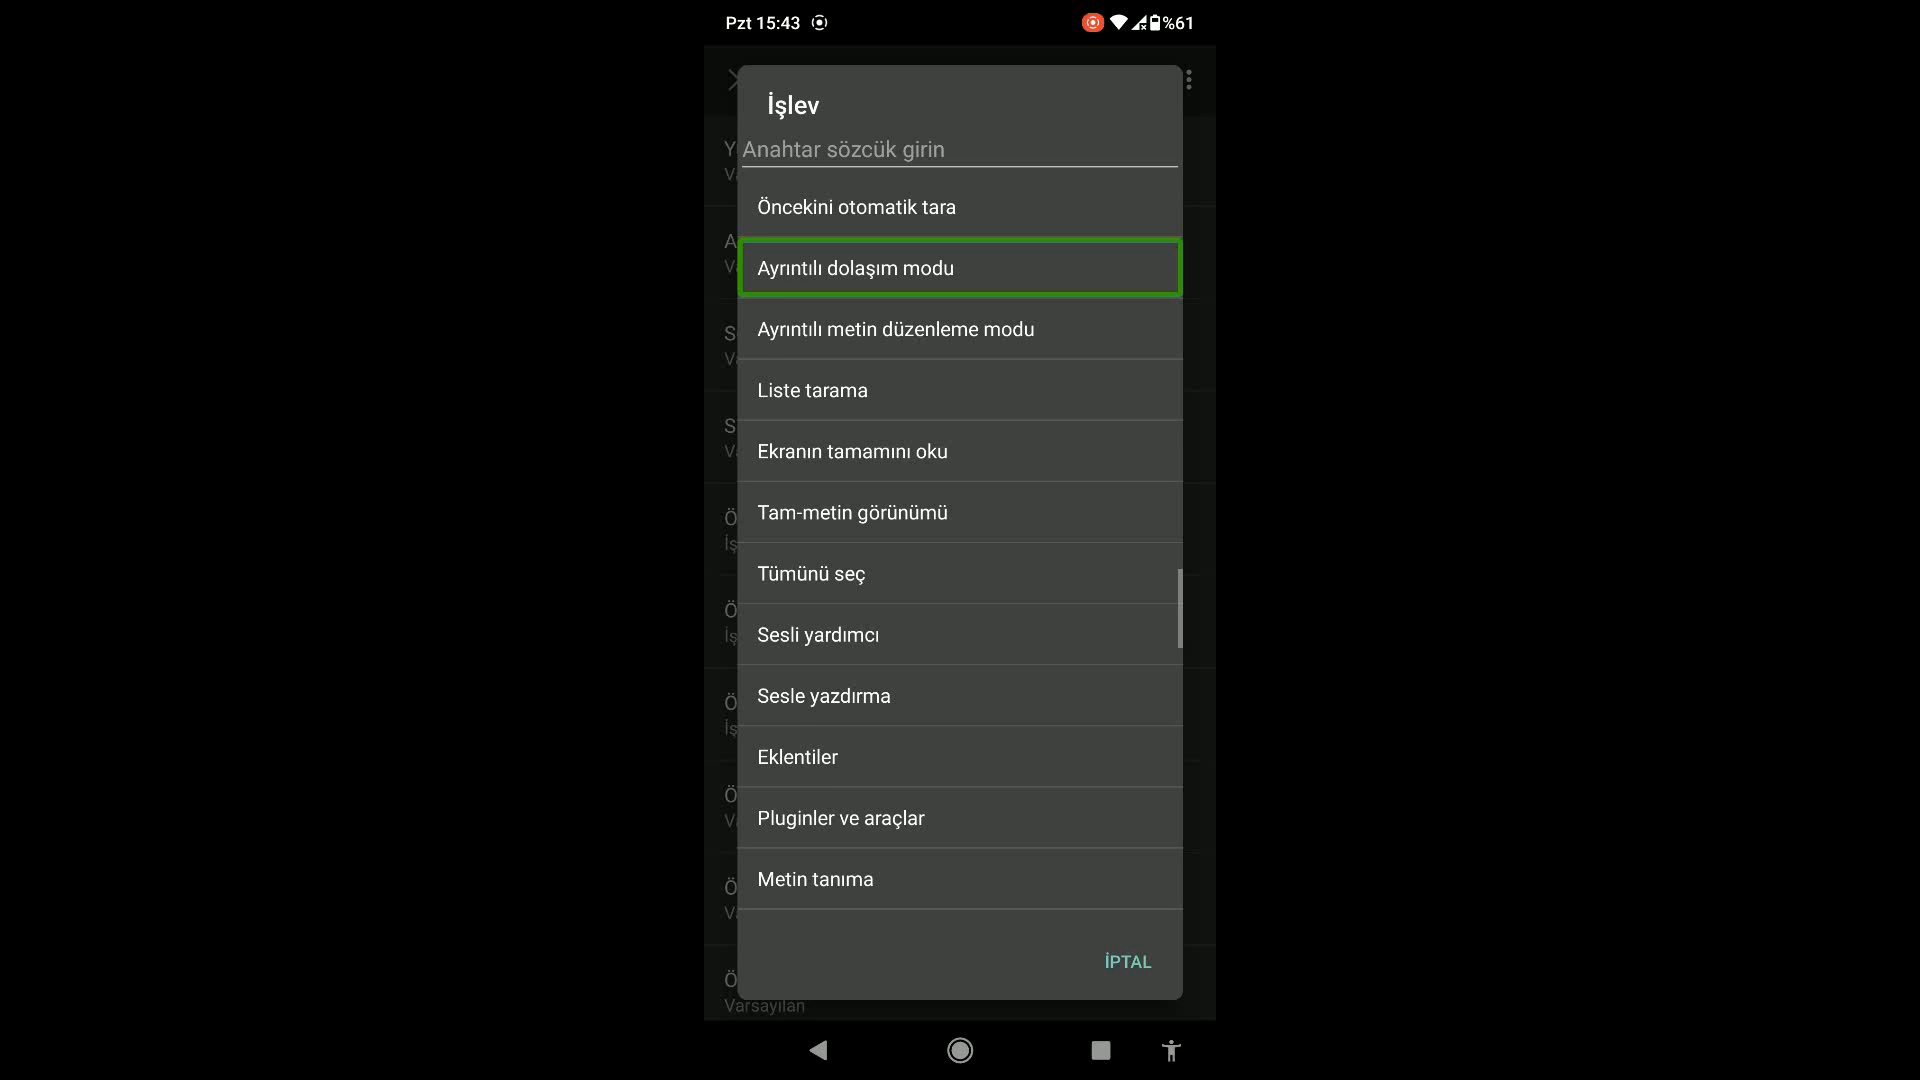 Pzt 15:43
%61
İşlev
Anahtar sözcük girin
Öncekini otomatik tara
Ayrıntılı dolaşım modu
Ayrıntılı metin düzenleme modu
Liste tarama
Ekranın tamamını oku
Tam-metin görünümü
Tümünü seç
Sesli yardımcı
Sesle yazdırma
Eklentiler
Pluginler ve araçlar
Metin tanıma
İPTAL
Varsayılan